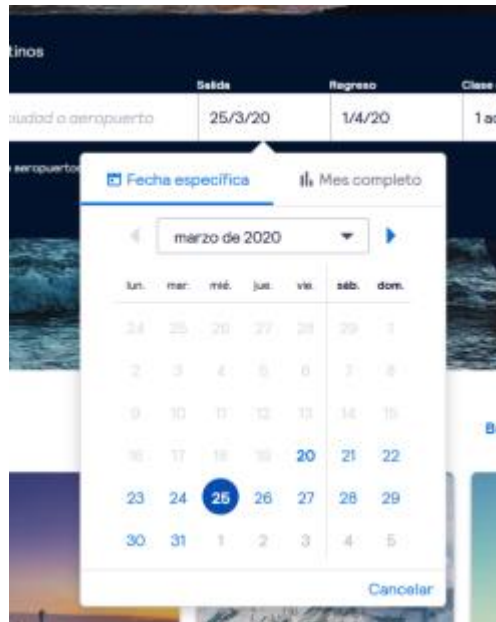 tinos
Salida Regreso Clase
ciudad o aeropuerto 25/3/20 1/4/20 1 ad
aeropuertos
Fecha específica Mes completo
marzo de 2020
lun. mar. mié. jue. vie. sáb. dom.
24 25 26 27 28 29 1
2 3 4 5 6 7 8
9 10 11 12 13 14 15
16 17 18 19 20 21 22
23 24 25 26 27 28 29
30 31 1 2 3 4 5
Cancelar
B